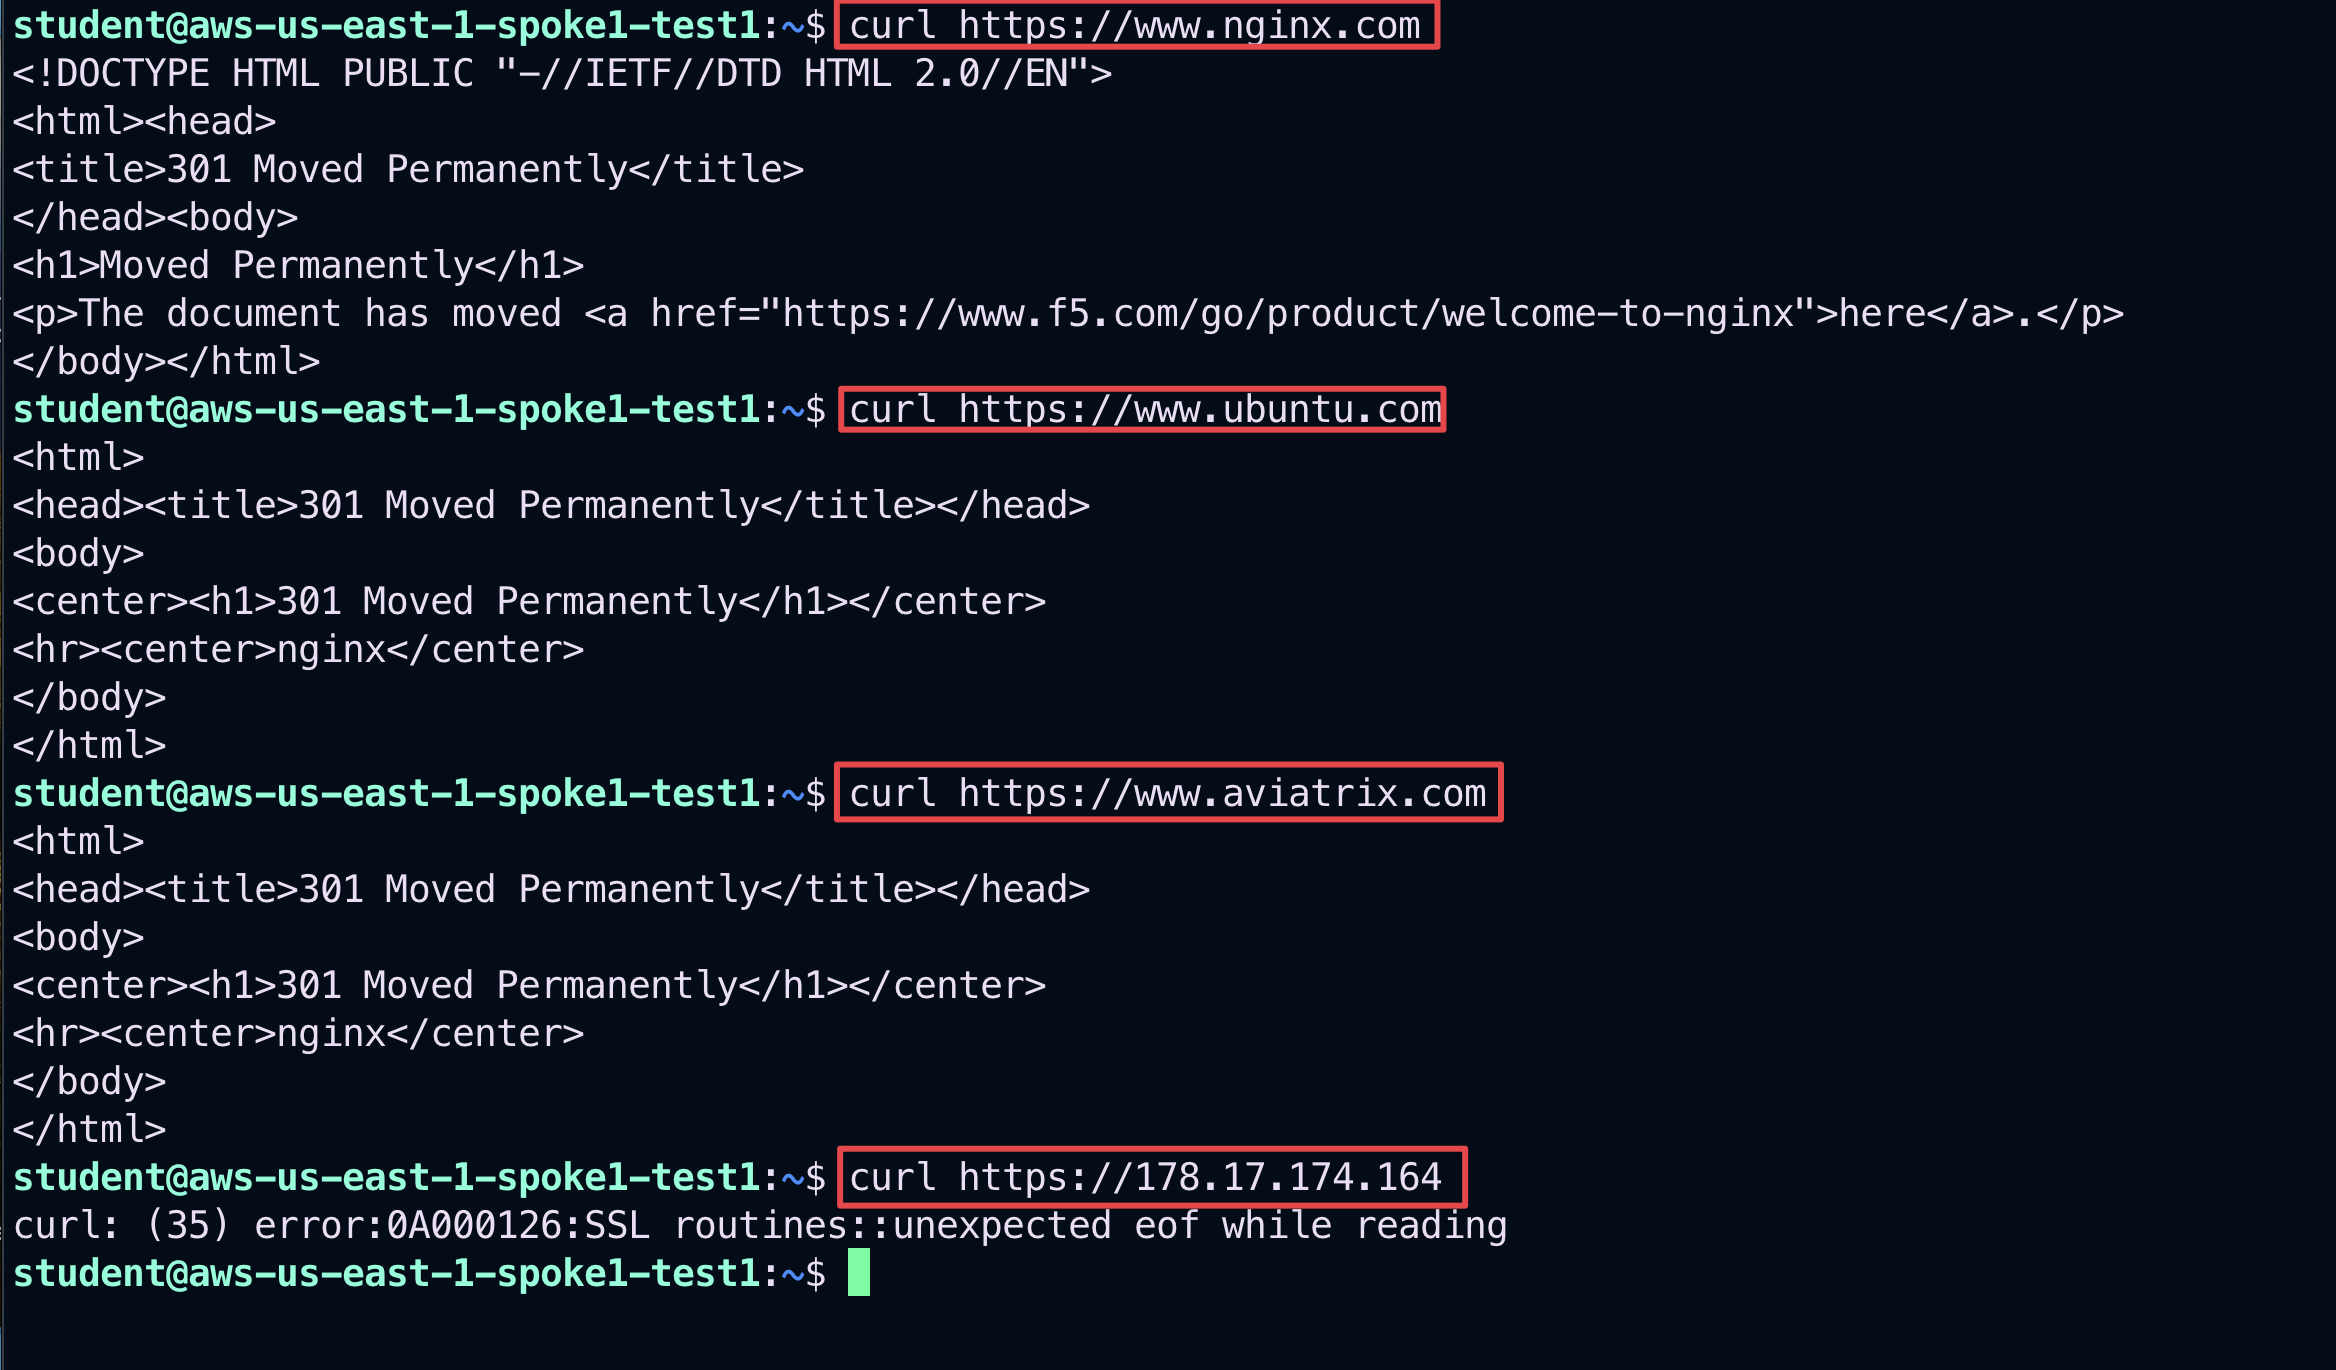 student@aws-us-east-1-spoke1-test1:~$ curl https://www.nginx.com
<!DOCTYPE HTML PUBLIC "-//IETF//DTD HTML 2.0//EN">
<html><head>
<title>301 Moved Permanently</title>
</head><body>
<h1>Moved Permanently</h1>
<p>The document has moved <a href="https://www.f5.com/go/product/welcome-to-nginx">here</a>.</p>
</body></html>
student@aws-us-east-1-spoke1-test1:~$ curl https://www.ubuntu.com
<html>
<head><title>301 Moved Permanently</title></head>
<body>
<center><h1>301 Moved Permanently</h1></center>
<hr><center>nginx</center>
</body>
</html>
student@aws-us-east-1-spoke1-test1:~$ curl https://www.aviatrix.com
<html>
<head><title>301 Moved Permanently</title></head>
<body>
<center><h1>301 Moved Permanently</h1></center>
<hr><center>nginx</center>
</body>
</html>
student@aws-us-east-1-spoke1-test1:~$ curl https://178.17.174.164
curl: (35) error:0A000126:SSL routines::unexpected eof while reading
student@aws-us-east-1-spoke1-test1:~$